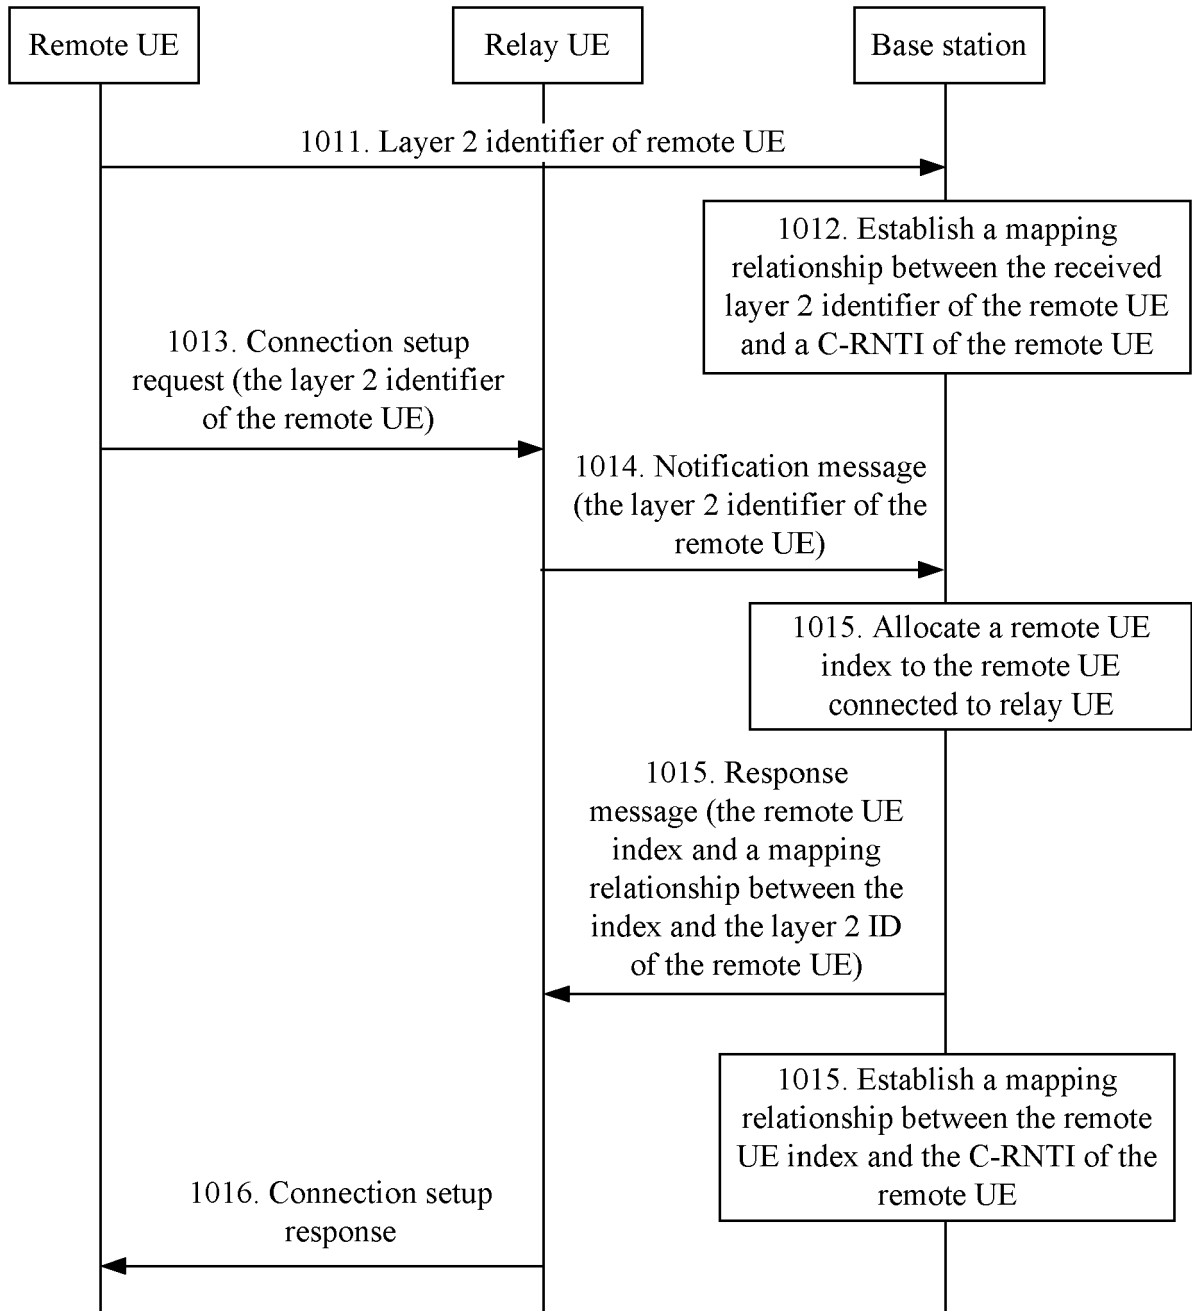 Remote UE
Relay UE
Base station
1011. Layer 2 identifier of remote UE
1012. Establish a mapping
relationship between the received
layer 2 identifier of the remote UE
and a C-RNTI of the remote UE
1013. Connection setup
request (the layer 2 identifier
of the remote UE)
1014. Notification message
(the layer 2 identifier of the
remote UE)
1015. Allocate a remote UE
index to the remote UE
connected to relay UE
1015. Response
message (the remote UE
index and a mapping
relationship between the
index and the layer 2 ID
of the remote UE)
1015. Establish a mapping
relationship between the remote
UE index and the C-RNTI of the
remote UE
1016. Connection setup
response